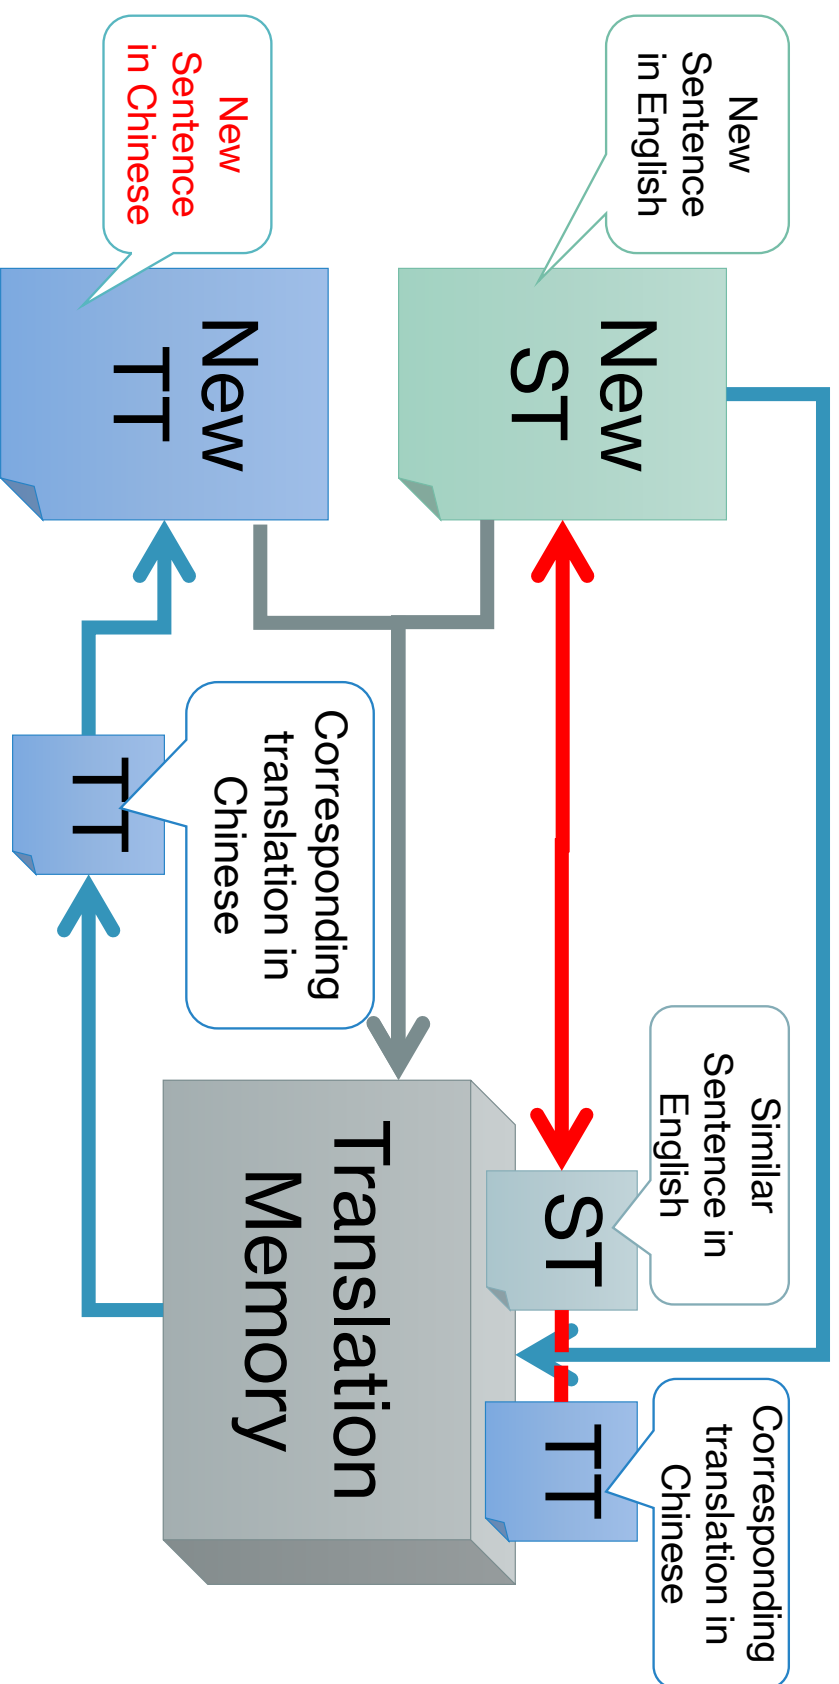 New
Sentence
in English
Similar
Sentence in
English
Corresponding
translation in
Chinese
New
ST
ST
TT
Translation
Memory
Corresponding
translation in
Chinese
New
Sentence
in Chinese
New
TT
TT